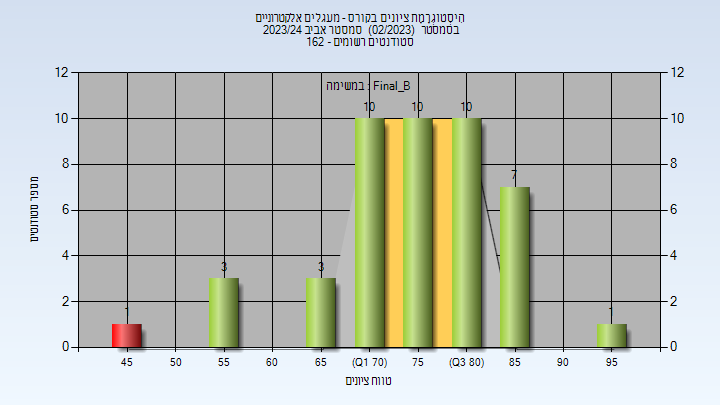 הִיסטוֹגרָמַת ציונים בקורס - מעגלים אלקטרוניים
בסמסטר (02/2023) סמסטר אביב 2023/24
סטודנטים רשומים - 162
במשימה : Final_B
12 12
10 10 10 10 10
8 8
7
6 6
4 4
3 3
2 2
1 1
0 0
45 50 55 60 65 (Q1 70) 75 (Q3 80) 85 90 95
מספר סטודנטים
טווח ציונים